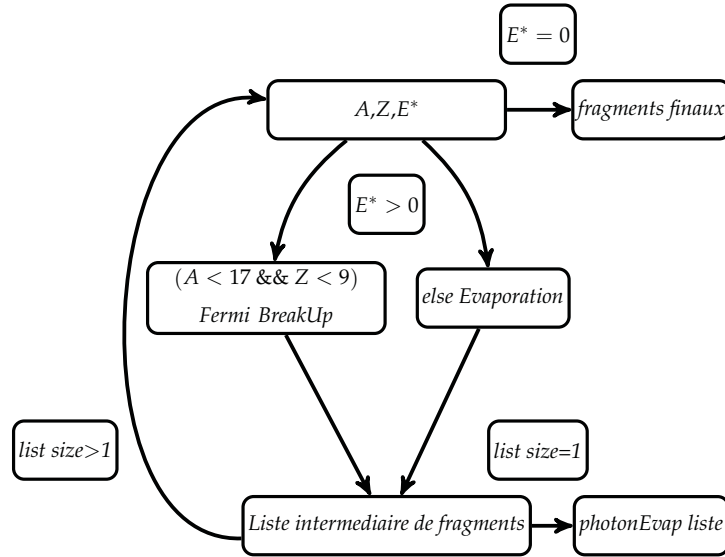 E* = 0
A,Z,E*
fragments finaux
E* > 0
(A < 17 && Z < 9)
Fermi BreakUp
else Evaporation
list size>1
list size=1
Liste intermediaire de fragments
photonEvap liste